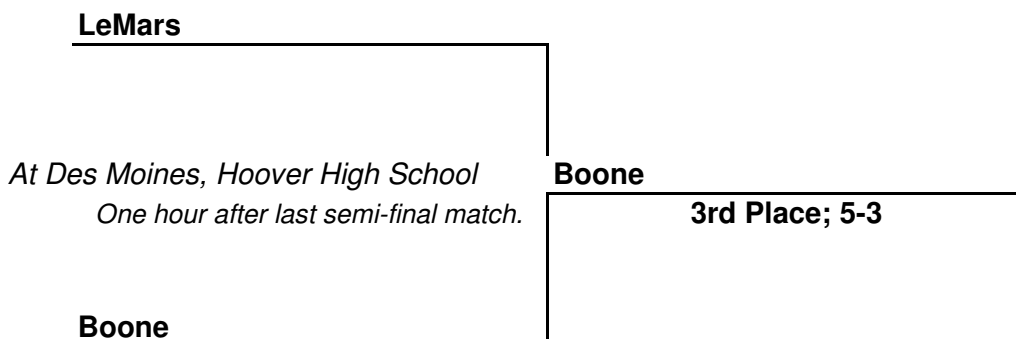 LeMars
At Des Moines, Hoover High School
Boone
One hour after last semi-final match.
3rd Place; 5-3
Boone